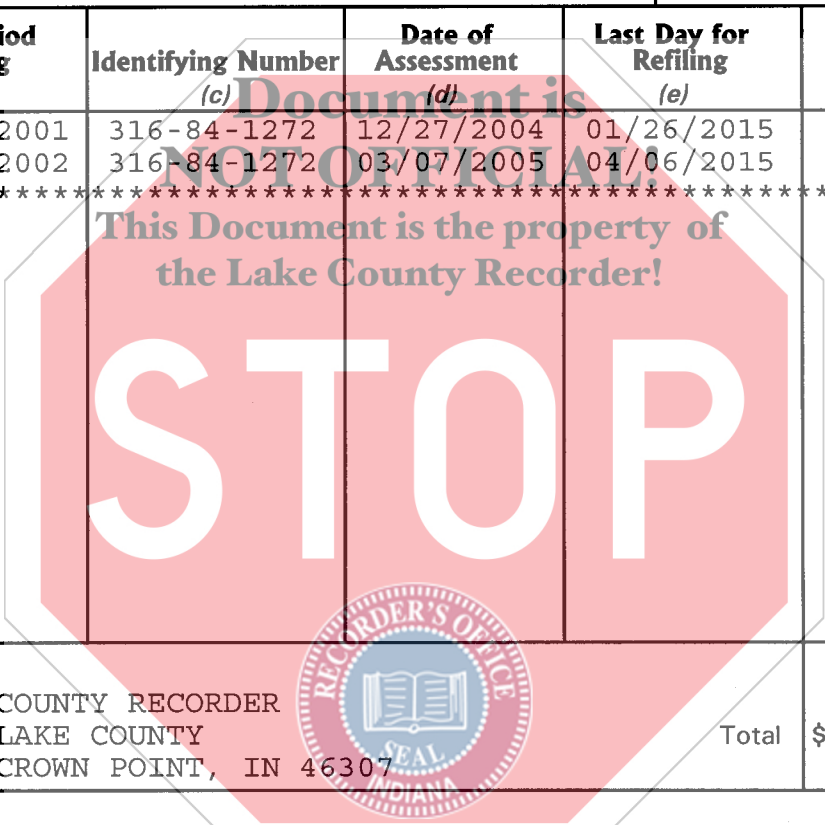 iod
g
Identifying Number
(c)
Date of
Assessment
(d)
Last Day for
Refiling
(e)
Document is
2001 316-84-1272 12/27/2004 01/26/2015
2002 316-84-1272 03/07/2005 04/06/2015
NOT OFFICIAL!
*************************************************
This Document is the property of
the Lake County Recorder!
STOP
RECORDER'S OFFICE
SEAL
INDIANA
COUNTY RECORDER
LAKE COUNTY
CROWN POINT, IN 46307
Total $